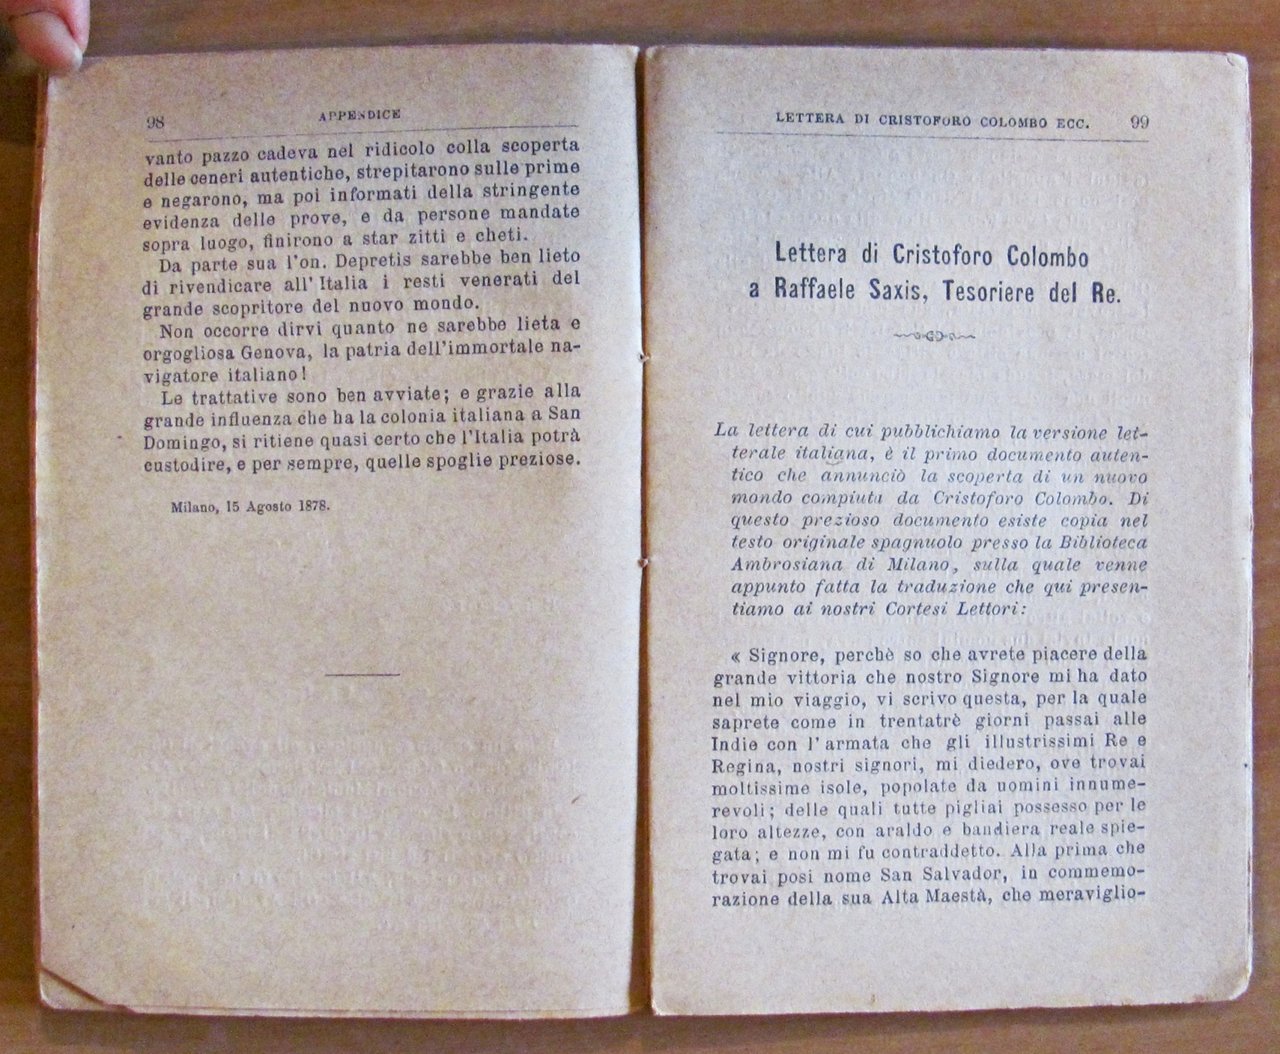 98
APPENDICE
vanto pazzo cadeva nel ridicolo colla scoperta
delle ceneri autentiche, strepitarono sulle prime
e negarono, ma poi informati della stringente
evidenza delle prove, e da persone mandate
sopra luogo, finirono a star zitti e cheti.
Da parte sua l'on. Depretis sarebbe ben lieto
di rivendicare all'Italia i resti venerati del
grande scopritore del nuovo mondo.
Non occorre dirvi quanto ne sarebbe lieta e
orgogliosa Genova, la patria dell'immortale na-
vigatore italiano!
Le trattative sono ben avviate; e grazie alla
grande influenza che ha la colonia italiana a San
Domingo, si ritiene quasi certo che l'Italia potrà
custodire, e per sempre, quelle spoglie preziose.
Milano, 15 Agosto 1878.
LETTERA DI CRISTOFORO COLOMBO ECC.
99
Lettera di Cristoforo Colombo
a Raffaele Saxis, Tesoriere del Re.
La lettera di cui pubblichiamo la versione let-
terale italiana, è il primo documento auten-
tico che annunciò la scoperta di un nuovo
mondo compiuta da Cristoforo Colombo. Di
questo prezioso documento esiste copia nel
testo originale spagnuolo presso la Biblioteca
Ambrosiana di Milano, sulla quale venne
appunto fatta la traduzione che qui presen-
tiamo ai nostri Cortesi Lettori:
« Signore, perchè so che avrete piacere della
grande vittoria che nostro Signore mi ha dato
nel mio viaggio, vi scrivo questa, per la quale
saprete come in trentatrè giorni passai alle
Indie con l'armata che gli illustrissimi Re e
Regina, nostri signori, mi diedero, ove trovai
moltissime isole, popolate da uomini innume-
revoli; delle quali tutte pigliai possesso per le
loro altezze, con araldo e bandiera reale spie-
gata; e non mi fu contraddetto. Alla prima che
trovai posi nome San Salvador, in commemo-
razione della sua Alta Maestà, che meraviglio-